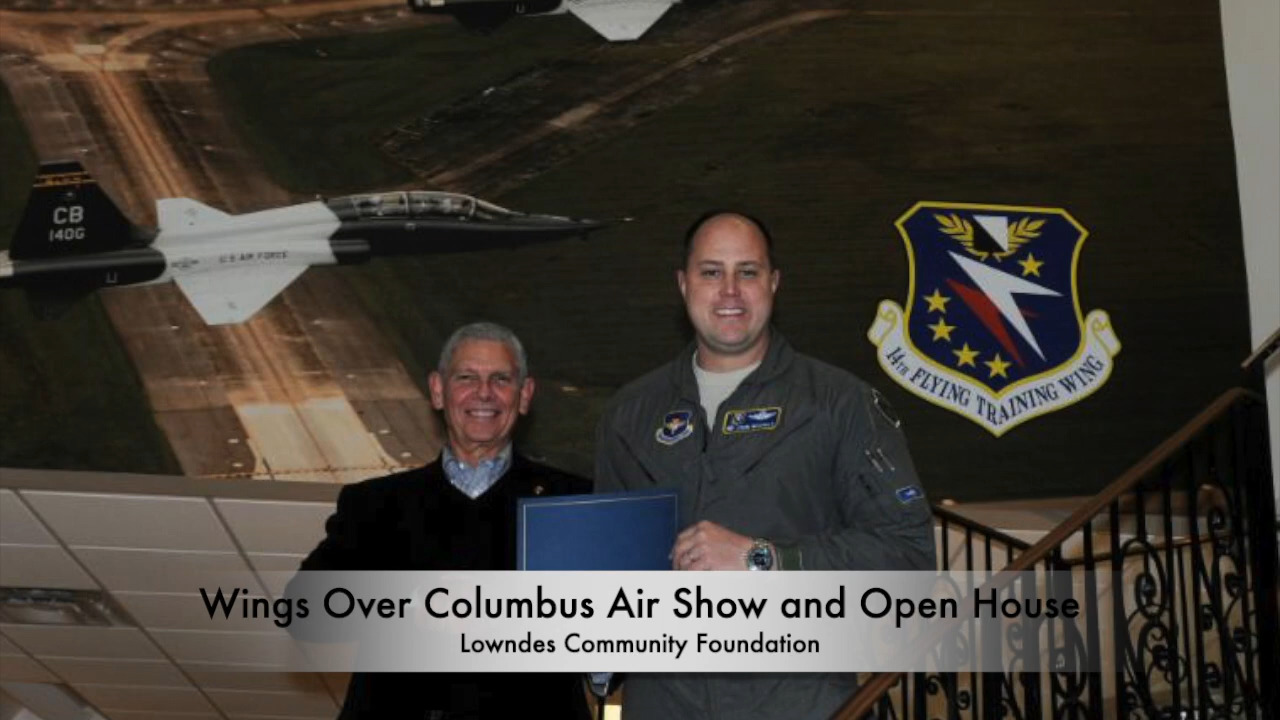 CB
140G
U.S. AIR FORCE
14TH FLYING TRAINING WING
Wings Over Columbus Air Show and Open House
Lowndes Community Foundation